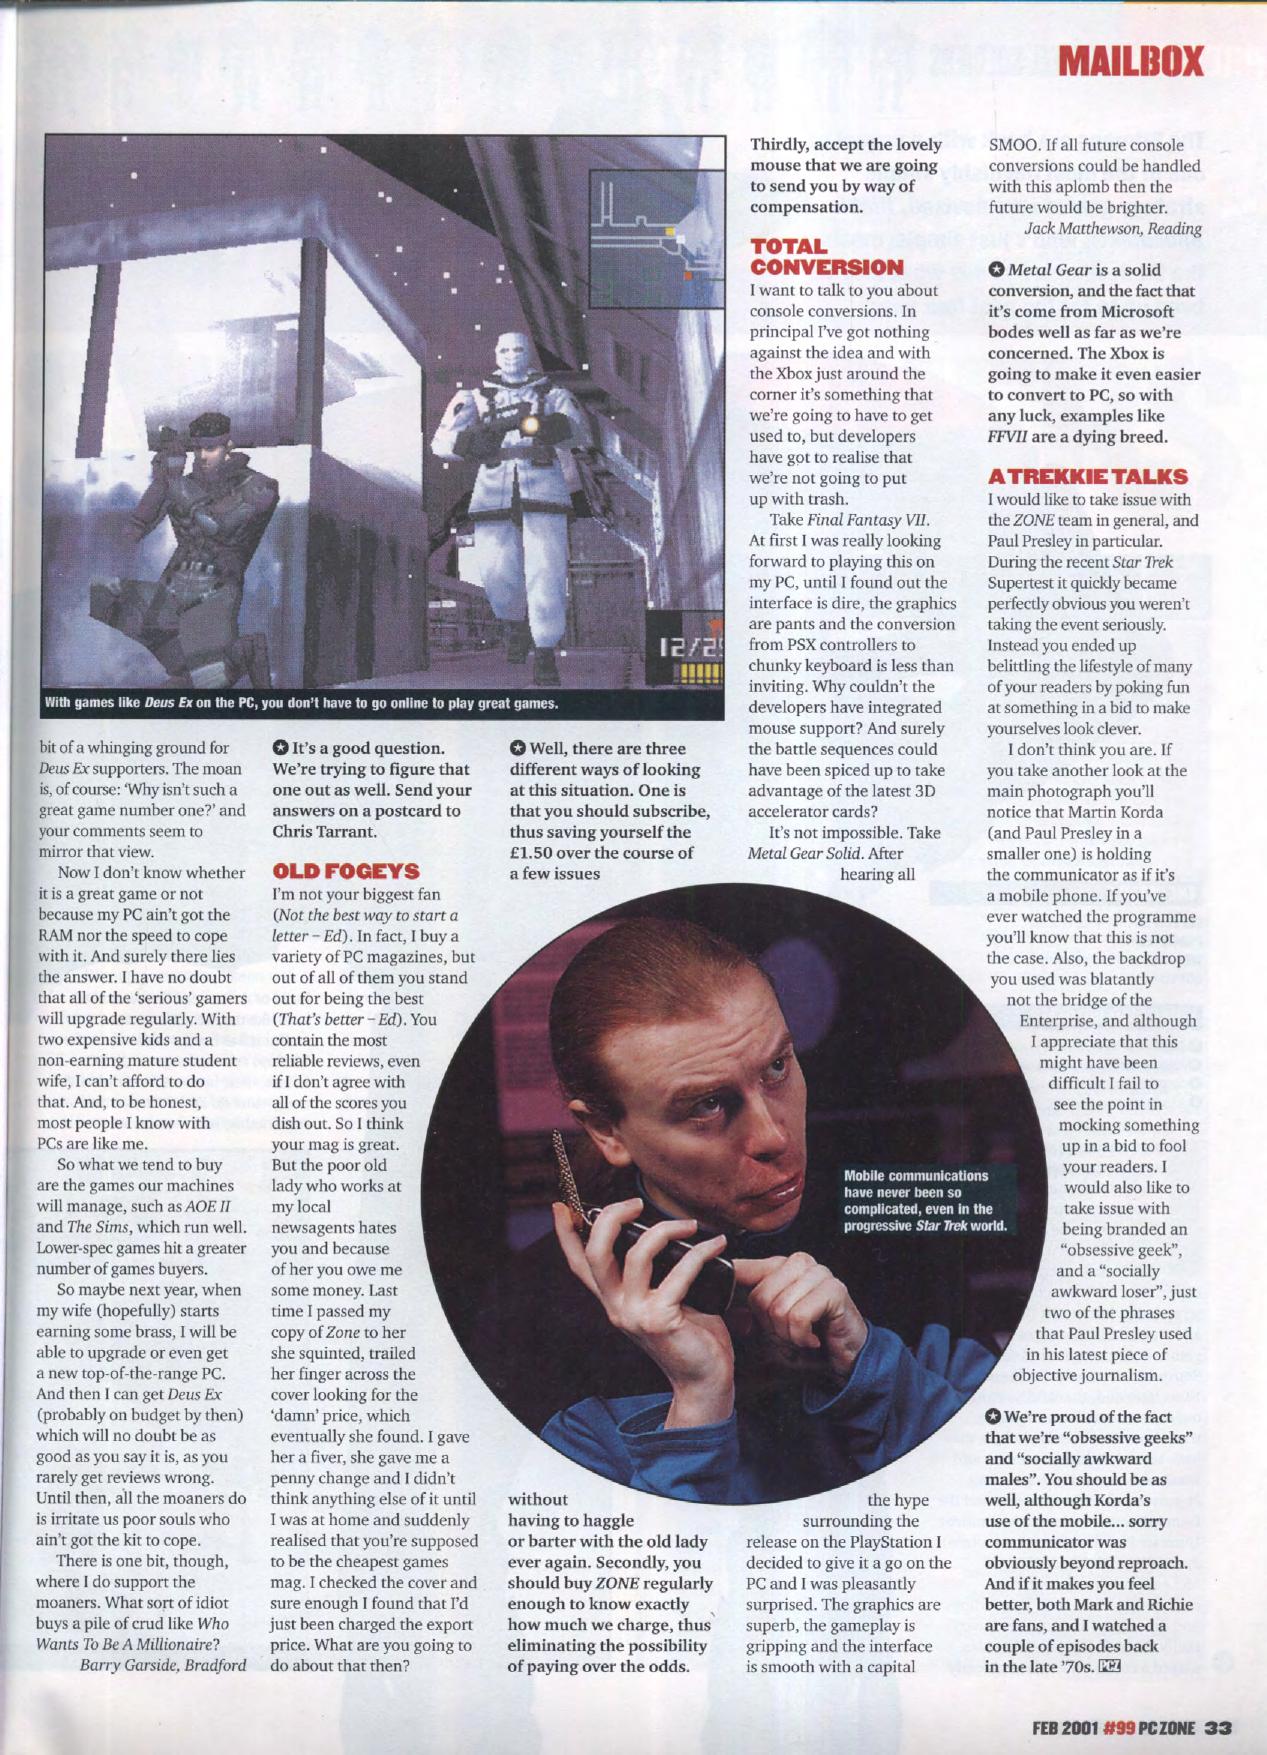 MAILBOX
12/25
With games like Deus Ex on the PC, you don't have to go online to play great games.
bit of a whinging ground for
Deus Ex supporters. The moan
is, of course: 'Why isn't such a
great game number one?' and
your comments seem to
mirror that view.
Now I don't know whether
it is a great game or not
because my PC ain't got the
RAM nor the speed to cope
with it. And surely there lies
the answer. I have no doubt
that all of the 'serious' gamers
will upgrade regularly. With
two expensive kids and a
non-earning mature student
wife, I can't afford to do
that. And, to be honest,
most people I know with
PCs are like me.
So what we tend to buy
are the games our machines
will manage, such as AOE II
and The Sims, which run well.
Lower-spec games hit a greater
number of games buyers.
So maybe next year, when
my wife (hopefully) starts
earning some brass, I will be
able to upgrade or even get
a new top-of-the-range PC.
And then I can get Deus Ex
(probably on budget by then)
which will no doubt be as
good as you say it is, as you
rarely get reviews wrong.
Until then, all the moaners do
is irritate us poor souls who
ain't got the kit to cope.
There is one bit, though,
where I do support the
moaners. What sort of idiot
buys a pile of crud like Who
Wants To Be A Millionaire?
Barry Garside, Bradford
It's a good question.
We're trying to figure that
one out as well. Send your
answers on a postcard to
Chris Tarrant.
OLD FOGEYS
I'm not your biggest fan
(Not the best way to start a
letter – Ed). In fact, I buy a
variety of PC magazines, but
out of all of them you stand
out for being the best
(That's better – Ed). You
contain the most
reliable reviews, even
if I don't agree with
all of the scores you
dish out. So I think
your mag is great.
But the poor old
lady who works at
my local
newsagents hates
you and because
of her you owe me
some money. Last
time I passed my
copy of Zone to her
she squinted, trailed
her finger across the
cover looking for the
'damn' price, which
eventually she found. I gave
her a fiver, she gave me a
penny change and I didn't
think anything else of it until
I was at home and suddenly
realised that you're supposed
to be the cheapest games
mag. I checked the cover and
sure enough I found that I'd
just been charged the export
price. What are you going to
do about that then?
Well, there are three
different ways of looking
at this situation. One is
that you should subscribe,
thus saving yourself the
£1.50 over the course of
a few issues
without
having to haggle
or barter with the old lady
ever again. Secondly, you
should buy ZONE regularly
enough to know exactly
how much we charge, thus
eliminating the possibility
of paying over the odds.
Thirdly, accept the lovely
mouse that we are going
to send you by way of
compensation.
TOTAL
CONVERSION
I want to talk to you about
console conversions. In
principal I've got nothing
against the idea and with
the Xbox just around the
corner it's something that
we're going to have to get
used to, but developers
have got to realise that
we're not going to put
up with trash.
Take Final Fantasy VII.
At first I was really looking
forward to playing this on
my PC, until I found out the
interface is dire, the graphics
are pants and the conversion
from PSX controllers to
chunky keyboard is less than
inviting. Why couldn't the
developers have integrated
mouse support? And surely
the battle sequences could
have been spiced up to take
advantage of the latest 3D
accelerator cards?
It's not impossible. Take
Metal Gear Solid. After
hearing all
the hype
surrounding the
release on the PlayStation I
decided to give it a go on the
PC and I was pleasantly
surprised. The graphics are
superb, the gameplay is
gripping and the interface
is smooth with a capital
SMOO. If all future console
conversions could be handled
with this aplomb then the
future would be brighter.
Jack Matthewson, Reading
Metal Gear is a solid
conversion, and the fact that
it's come from Microsoft
bodes well as far as we're
concerned. The Xbox is
going to make it even easier
to convert to PC, so with
any luck, examples like
FFVII are a dying breed.
A TREKKIE TALKS
I would like to take issue with
the ZONE team in general, and
Paul Presley in particular.
During the recent Star Trek
Supertest it quickly became
perfectly obvious you weren't
taking the event seriously.
Instead you ended up
belittling the lifestyle of many
of your readers by poking fun
at something in a bid to make
yourselves look clever.
I don't think you are. If
you take another look at the
main photograph you'll
notice that Martin Korda
(and Paul Presley in a
smaller one) is holding
the communicator as if it's
a mobile phone. If you've
ever watched the programme
you'll know that this is not
the case. Also, the backdrop
you used was blatantly
not the bridge of the
Enterprise, and although
I appreciate that this
might have been
difficult I fail to
see the point in
mocking something
up in a bid to fool
your readers. I
would also like to
take issue with
being branded an
"obsessive geek",
and a "socially
awkward loser", just
two of the phrases
that Paul Presley used
in his latest piece of
objective journalism.
We're proud of the fact
that we're "obsessive geeks"
and "socially awkward
males". You should be as
well, although Korda's
use of the mobile... sorry
communicator was
obviously beyond reproach.
And if it makes you feel
better, both Mark and Richie
are fans, and I watched a
couple of episodes back
in the late '70s. PCZ
Mobile communications
have never been so
complicated, even in the
progressive Star Trek world.
FEB 2001 #99 PC ZONE 33